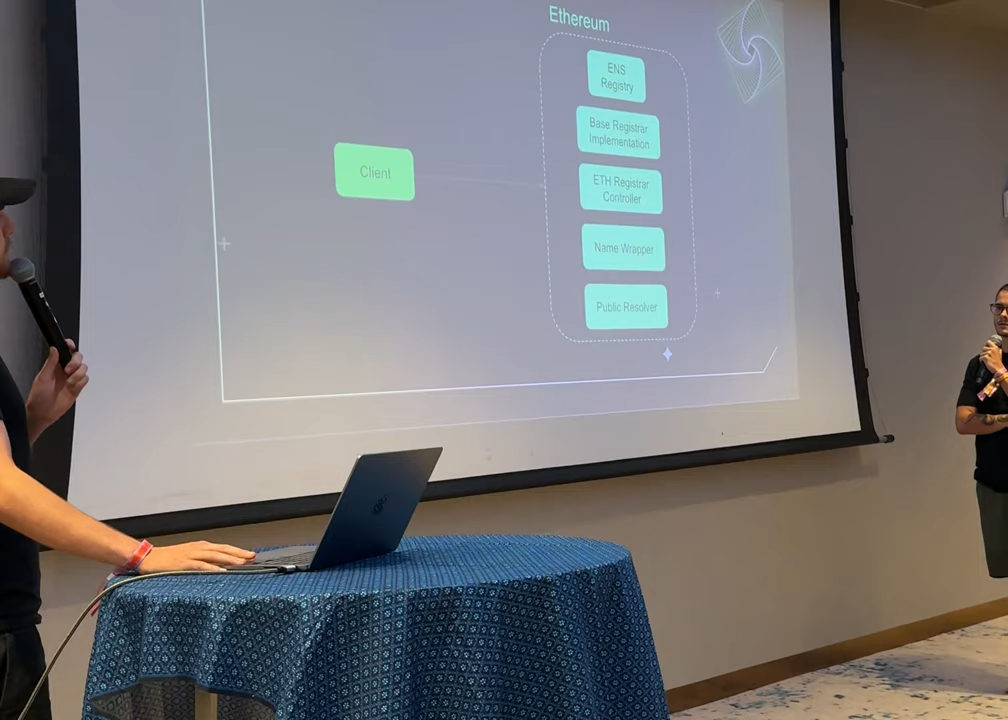 Ethereum
ENS
Registry
Base Registrar
Implementation
Client
ETH Registrar
Controller
Name Wrapper
Public Resolver